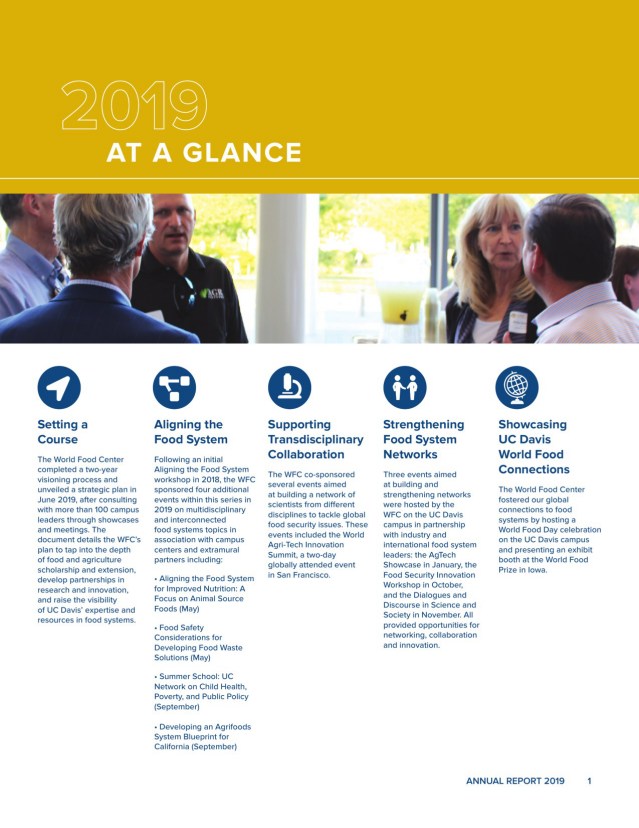 2019
AT A GLANCE
AGR
Setting a
Course
The World Food Center
completed a two-year
visioning process and
unveiled a strategic plan in
June 2019, after consulting
with more than 100 campus
leaders through showcases
and meetings. The
document details the WFC's
plan to tap into the depth
of food and agriculture
scholarship and extension,
develop partnerships in
research and innovation,
and raise the visibility
of UC Davis' expertise and
resources in food systems.
Aligning the
Food System
Following an initial
Aligning the Food System
workshop in 2018, the WFC
sponsored four additional
events within this series in
2019 on multidisciplinary
and interconnected
food systems topics in
association with campus
centers and extramural
partners including:
• Aligning the Food System
for Improved Nutrition: A
Focus on Animal Source
Foods (May)
• Food Safety
Considerations for
Developing Food Waste
Solutions (May)
• Summer School: UC
Network on Child Health,
Poverty, and Public Policy
(September)
• Developing an Agrifoods
System Blueprint for
California (September)
Supporting
Transdisciplinary
Collaboration
The WFC co-sponsored
several events aimed
at building a network of
scientists from different
disciplines to tackle global
food security issues. These
events included the World
Agri-Tech Innovation
Summit, a two-day
globally attended event
in San Francisco.
Strengthening
Food System
Networks
Three events aimed
at building and
strengthening networks
were hosted by the
WFC on the UC Davis
campus in partnership
with industry and
international food system
leaders: the AgTech
Showcase in January, the
Food Security Innovation
Workshop in October,
and the Dialogues and
Discourse in Science and
Society in November. All
provided opportunities for
networking, collaboration
and innovation.
Showcasing
UC Davis
World Food
Connections
The World Food Center
fostered our global
connections to food
systems by hosting a
World Food Day celebration
on the UC Davis campus
and presenting an exhibit
booth at the World Food
Prize in Iowa.
ANNUAL REPORT 2019 1